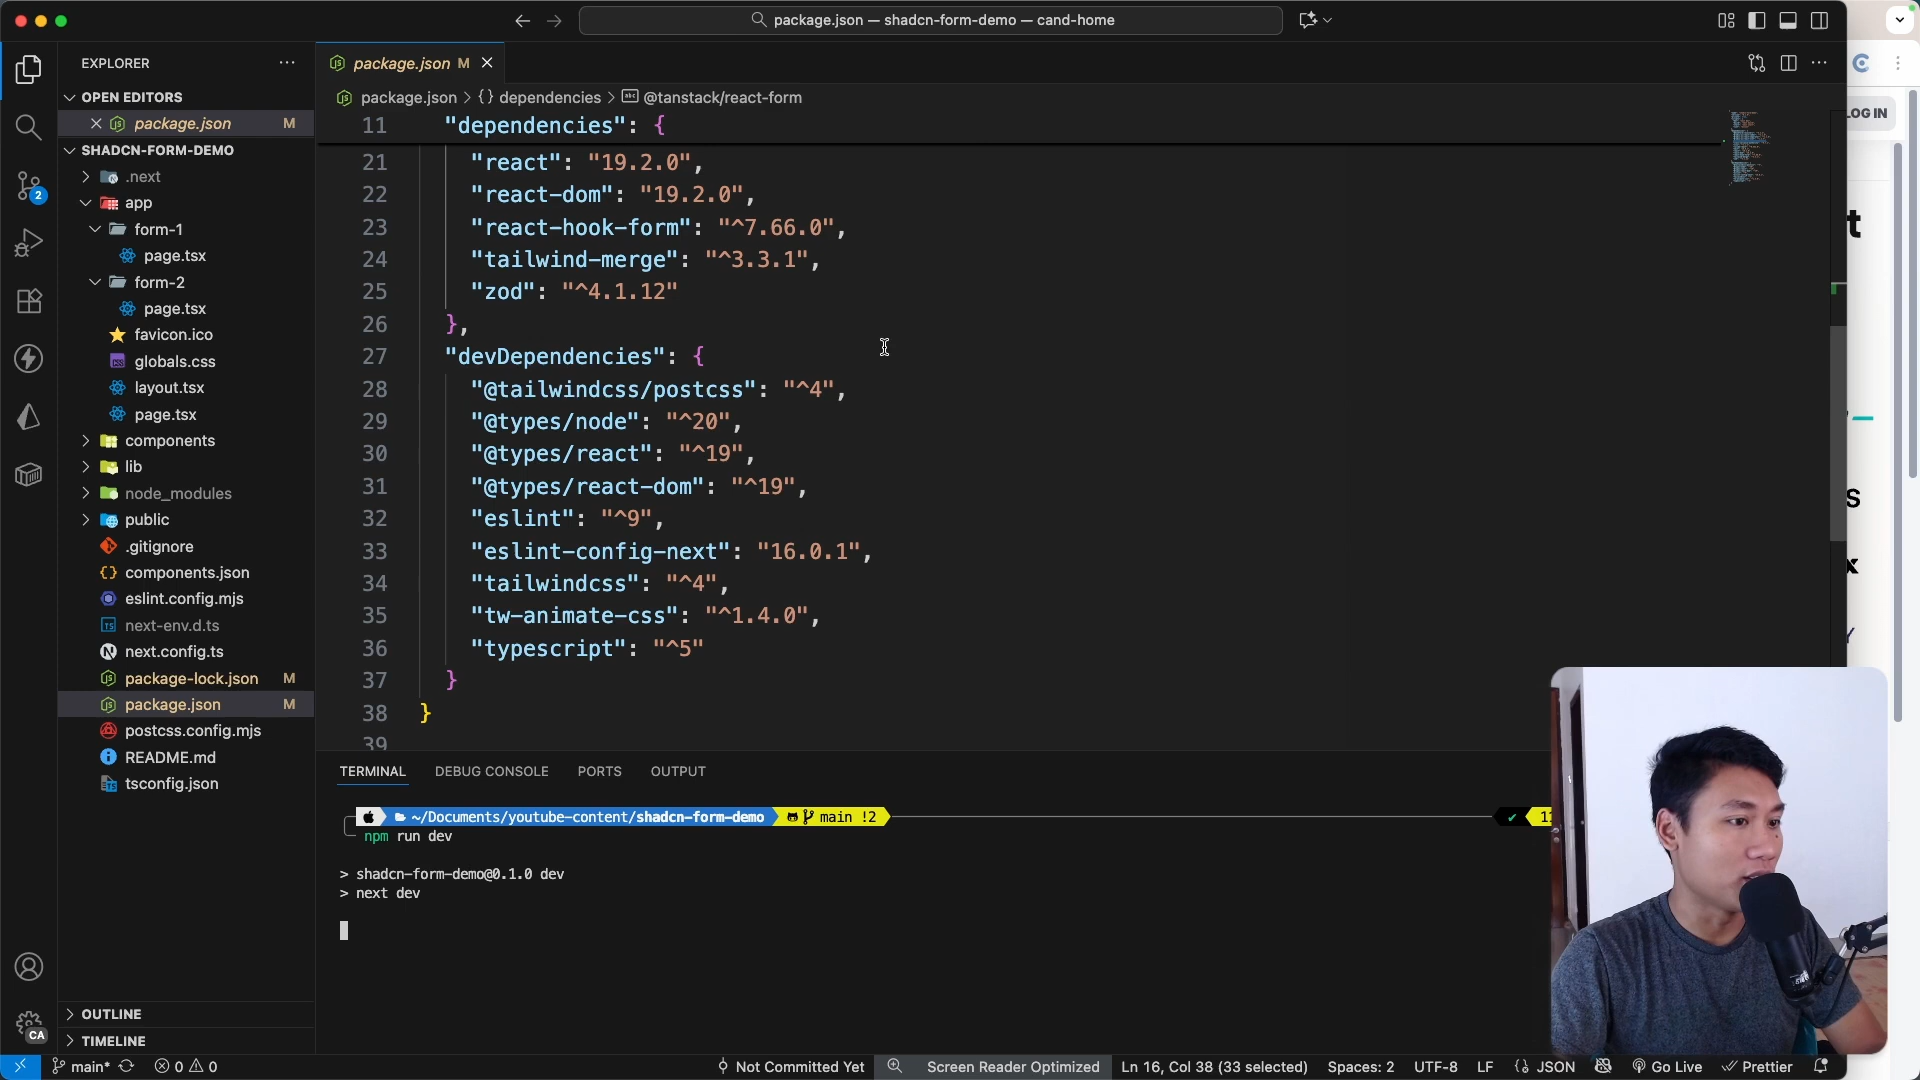 package.json — shadcn-form-demo — cand-home
EXPLORER
OPEN EDITORS
package.json M
SHADCN-FORM-DEMO
.next
app
form-1
page.tsx
form-2
page.tsx
favicon.ico
globals.css
layout.tsx
page.tsx
components
lib
node_modules
public
.gitignore
components.json
eslint.config.mjs
next-env.d.ts
next.config.ts
package-lock.json M
package.json M
postcss.config.mjs
README.md
tsconfig.json
OUTLINE
TIMELINE
2
CA
package.json M
package.json > {} dependencies > @tanstack/react-form
11 "dependencies": {
21 "react": "19.2.0",
22 "react-dom": "19.2.0",
23 "react-hook-form": "^7.66.0",
24 "tailwind-merge": "^3.3.1",
25 "zod": "^4.1.12"
26 },
27 "devDependencies": {
28 "@tailwindcss/postcss": "^4",
29 "@types/node": "^20",
30 "@types/react": "^19",
31 "@types/react-dom": "^19",
32 "eslint": "^9",
33 "eslint-config-next": "16.0.1",
34 "tailwindcss": "^4",
35 "tw-animate-css": "^1.4.0",
36 "typescript": "^5"
37 }
38 }
39
TERMINAL DEBUG CONSOLE PORTS OUTPUT
~/Documents/youtube-content/shadcn-form-demo main !2
npm run dev
> shadcn-form-demo@0.1.0 dev
> next dev
main* 0 0 Not Committed Yet Screen Reader Optimized Ln 16, Col 38 (33 selected) Spaces: 2 UTF-8 LF {} JSON Go Live Prettier
OG IN